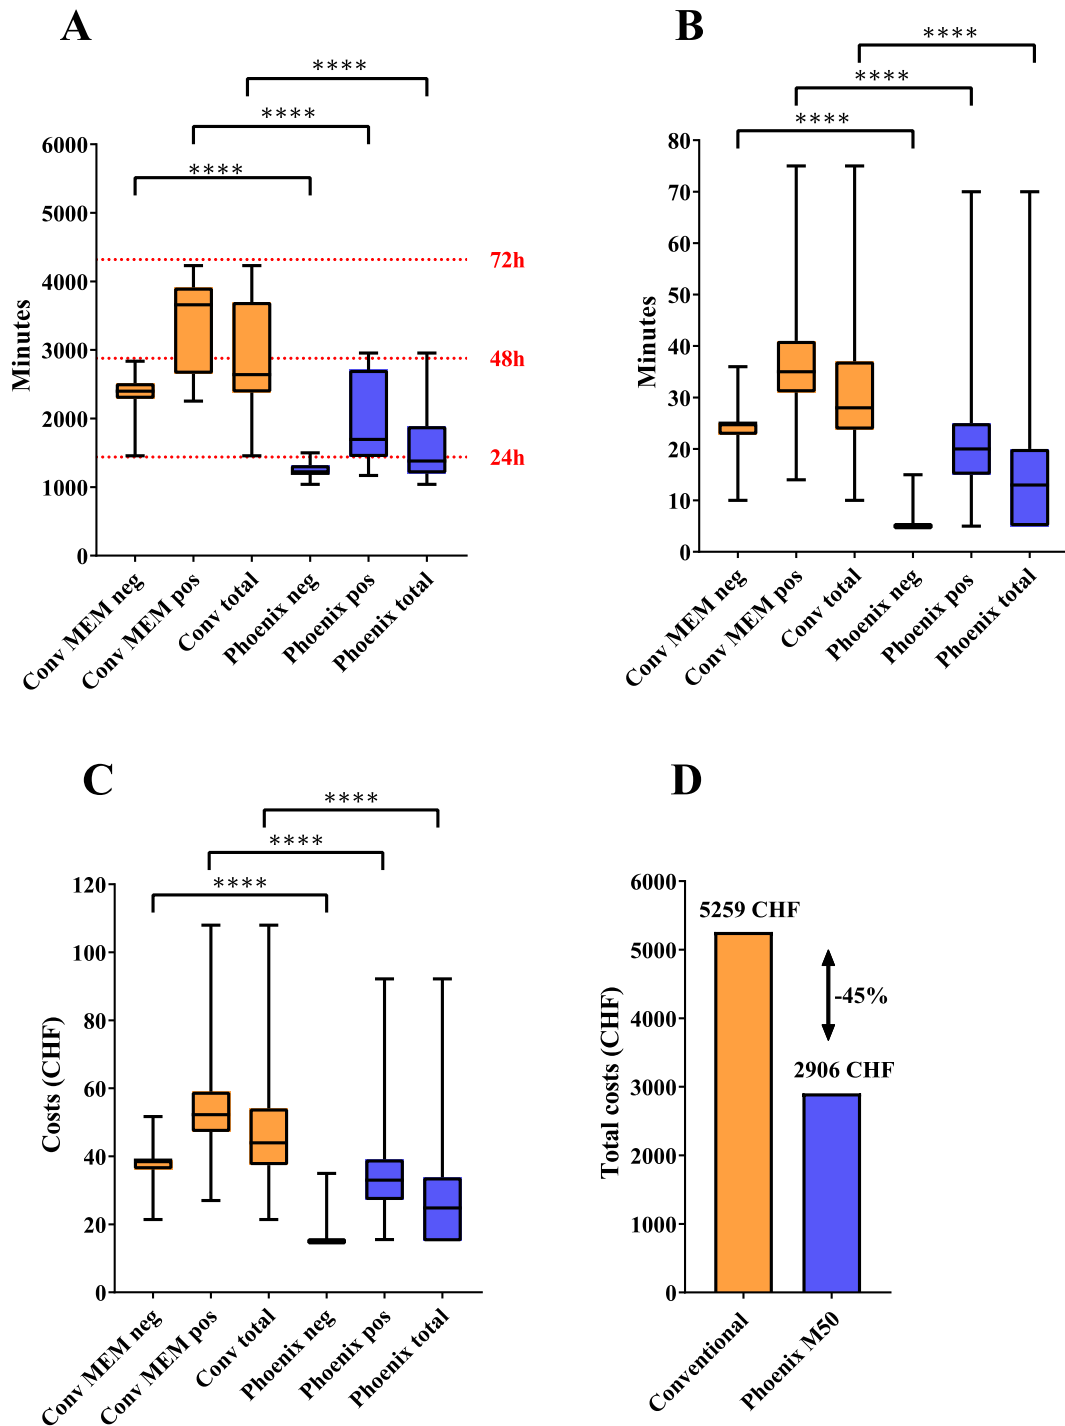 A
****
****
****
6000
5000
4000
3000
2000
1000
0
Minutes
72h
48h
24h
Conv MEM neg
Conv MEM pos
Conv total
Phoenix neg
Phoenix pos
Phoenix total
B
****
****
****
80
70
60
50
40
30
20
10
0
Minutes
Conv MEM neg
Conv MEM pos
Conv total
Phoenix neg
Phoenix pos
Phoenix total
C
****
****
****
120
100
80
60
40
20
0
Costs (CHF)
Conv MEM neg
Conv MEM pos
Conv total
Phoenix neg
Phoenix pos
Phoenix total
D
6000
5000
4000
3000
2000
1000
0
Total costs (CHF)
5259 CHF
-45%
2906 CHF
Conventional
Phoenix M50